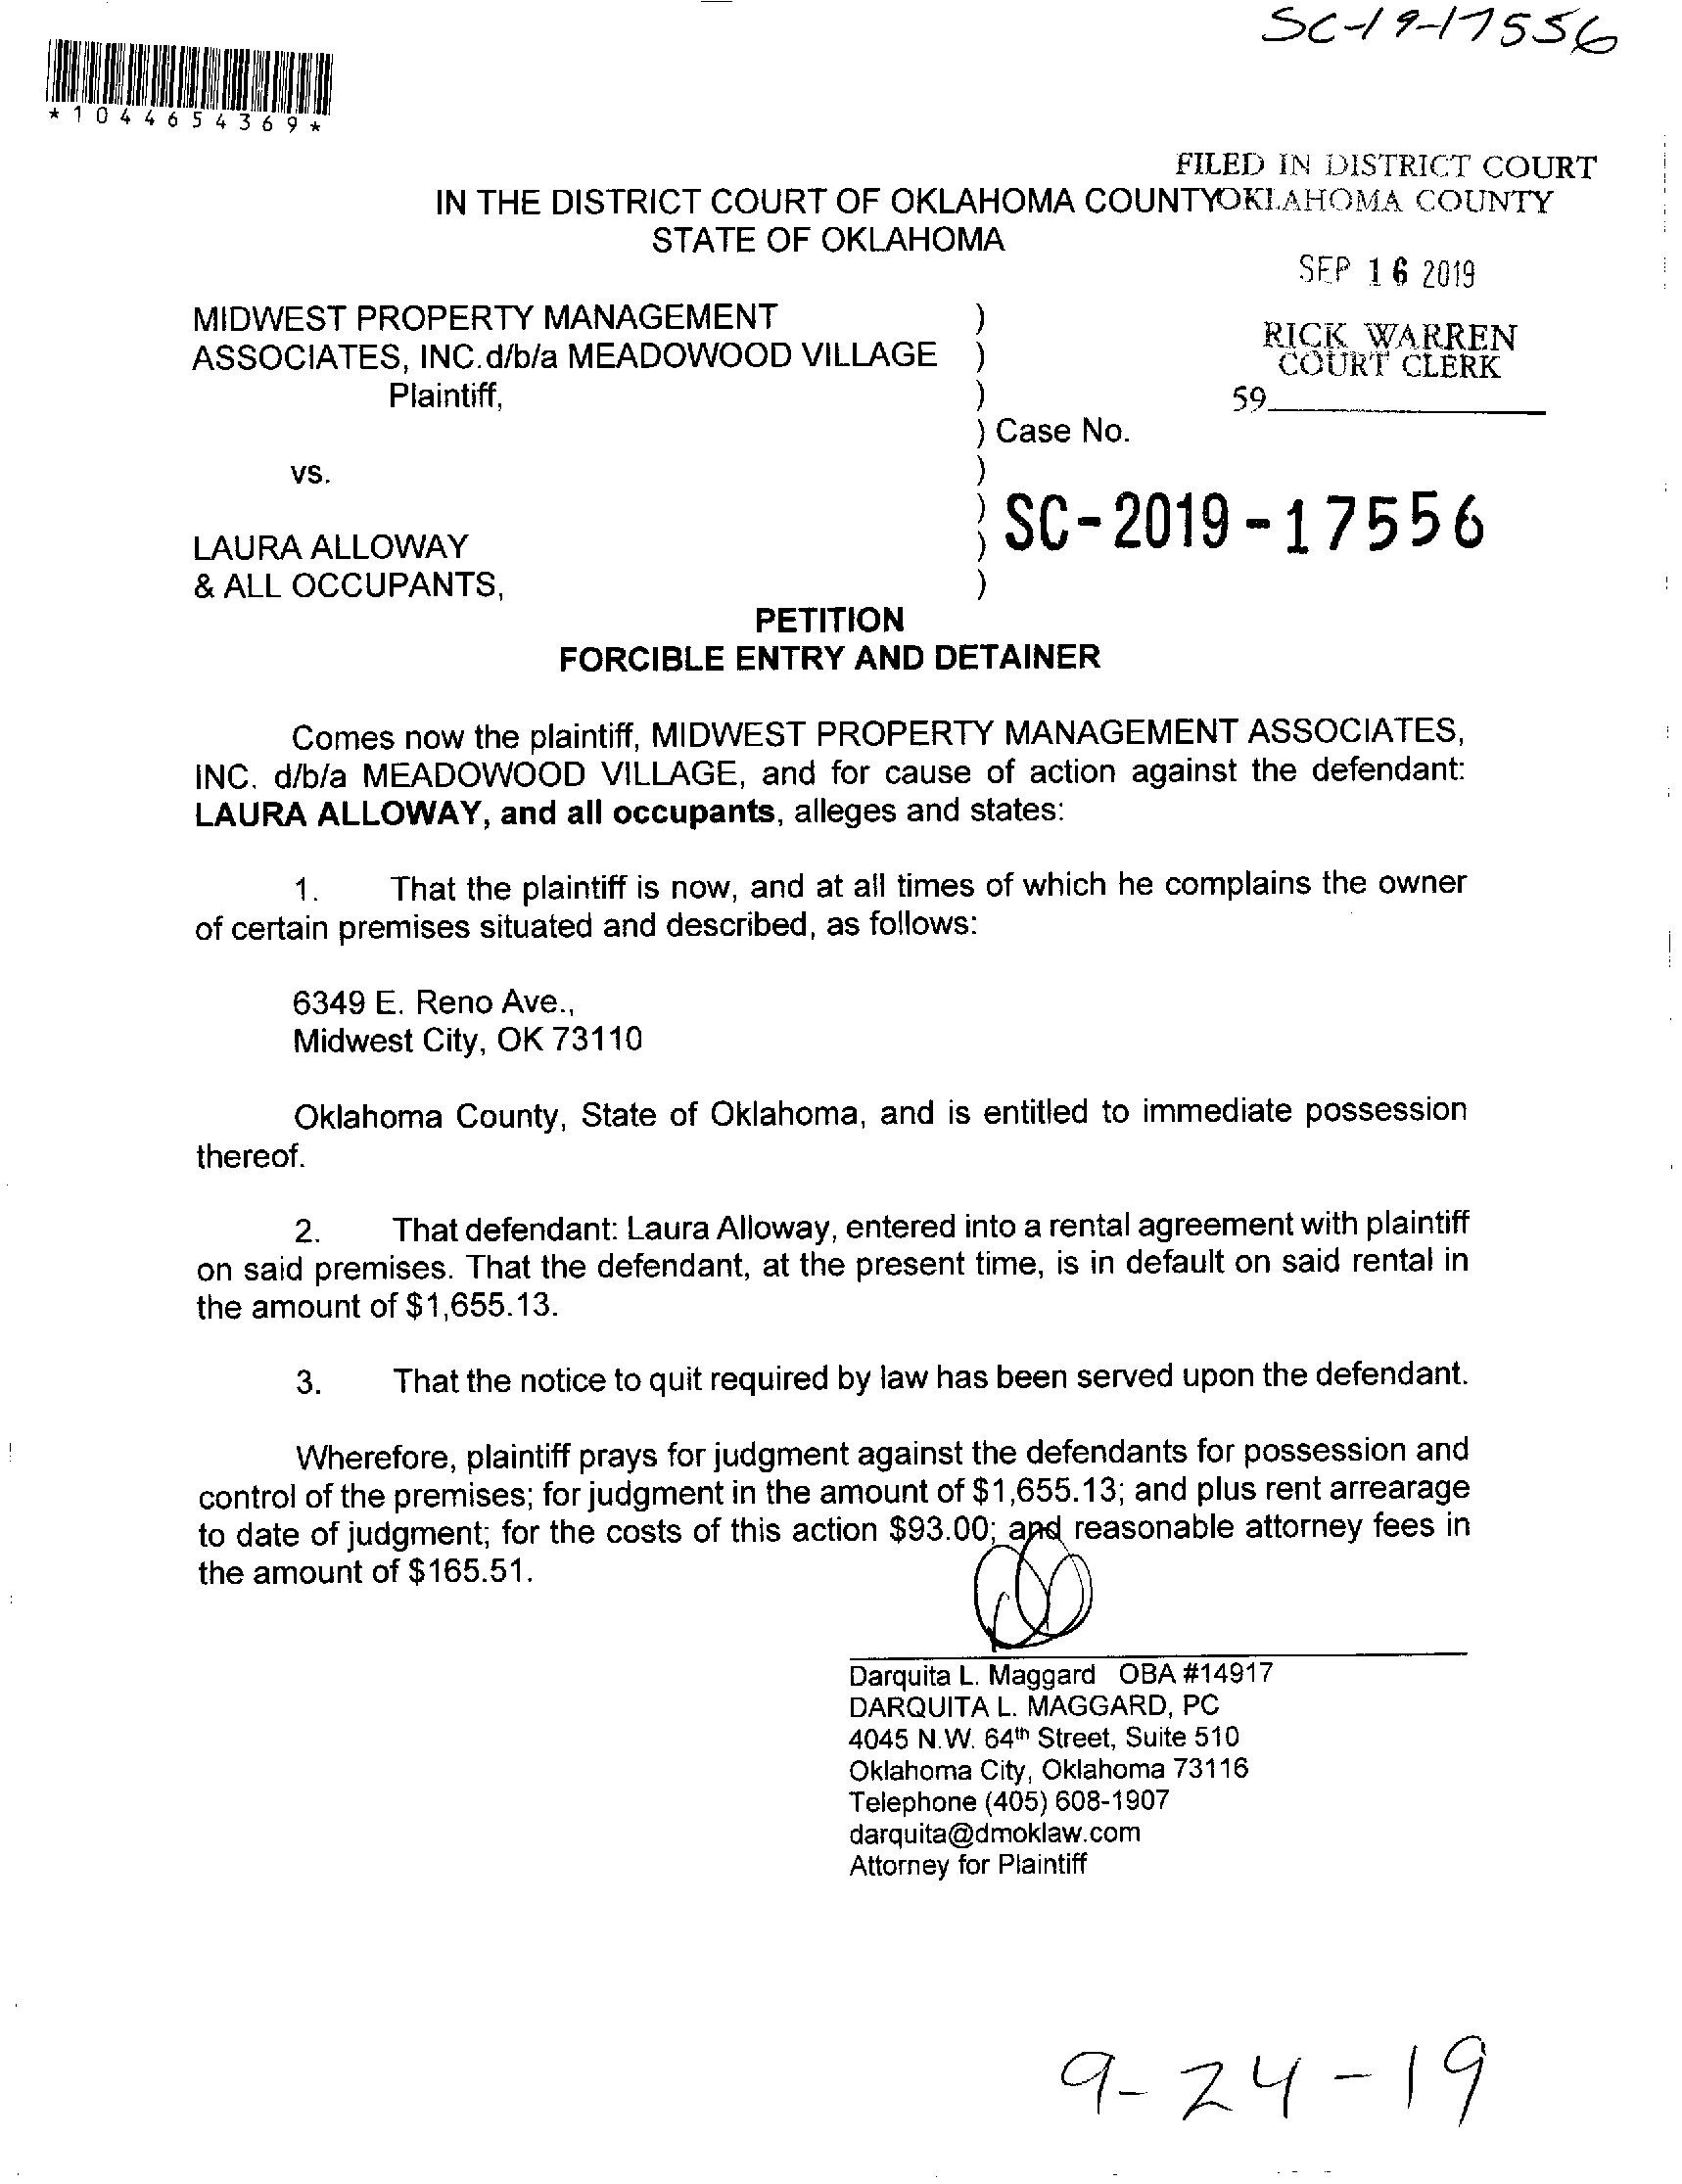 SC-19-17556
*1044654369*
FILED IN DISTRICT COURT
IN THE DISTRICT COURT OF OKLAHOMA COUNTY OKLAHOMA COUNTY
STATE OF OKLAHOMA
SEP 16 2019
MIDWEST PROPERTY MANAGEMENT )
RICK WARREN
ASSOCIATES, INC.d/b/a MEADOWOOD VILLAGE )
COURT CLERK
Plaintiff, )
59
) Case No.
vs. )
) SC-2019-17556
LAURA ALLOWAY )
& ALL OCCUPANTS, )
PETITION
FORCIBLE ENTRY AND DETAINER
Comes now the plaintiff, MIDWEST PROPERTY MANAGEMENT ASSOCIATES,
INC. d/b/a MEADOWOOD VILLAGE, and for cause of action against the defendant:
LAURA ALLOWAY, and all occupants, alleges and states:
1. That the plaintiff is now, and at all times of which he complains the owner
of certain premises situated and described, as follows:
6349 E. Reno Ave.,
Midwest City, OK 73110
Oklahoma County, State of Oklahoma, and is entitled to immediate possession
thereof.
2. That defendant: Laura Alloway, entered into a rental agreement with plaintiff
on said premises. That the defendant, at the present time, is in default on said rental in
the amount of $1,655.13.
3. That the notice to quit required by law has been served upon the defendant.
Wherefore, plaintiff prays for judgment against the defendants for possession and
control of the premises; for judgment in the amount of $1,655.13; and plus rent arrearage
to date of judgment; for the costs of this action $93.00; and reasonable attorney fees in
the amount of $165.51.
Darquita L. Maggard OBA #14917
DARQUITA L. MAGGARD, PC
4045 N.W. 64th Street, Suite 510
Oklahoma City, Oklahoma 73116
Telephone (405) 608-1907
darquita@dmoklaw.com
Attorney for Plaintiff
9-24-19